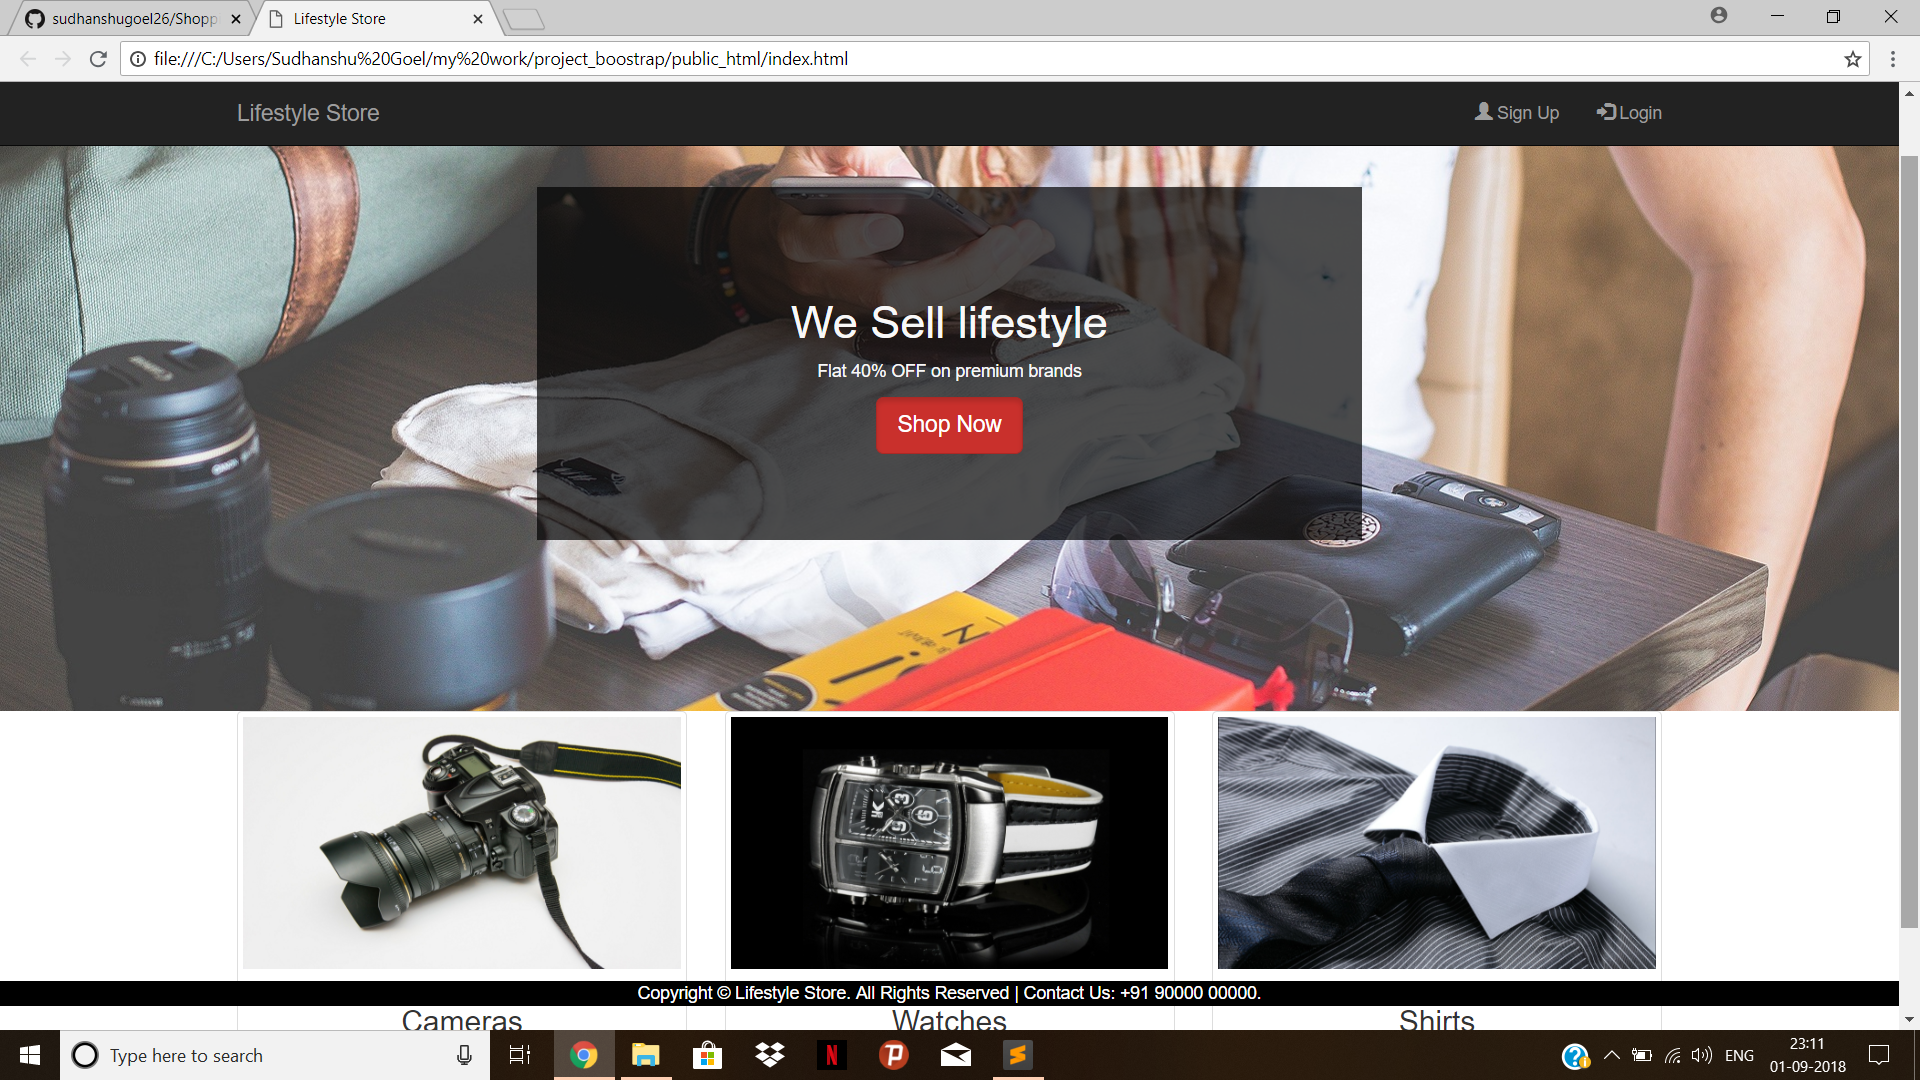 sudhanshugoel26/Shopp
Lifestyle Store
file:///C:/Users/Sudhanshu%20Goel/my%20work/project_boostrap/public_html/index.html
Lifestyle Store
Sign Up
Login
We Sell lifestyle
Flat 40% OFF on premium brands
Shop Now
Canon
Copyright © Lifestyle Store. All Rights Reserved | Contact Us: +91 90000 00000.
Cameras
Watches
Shirts
Type here to search
ENG
23:11
01-09-2018